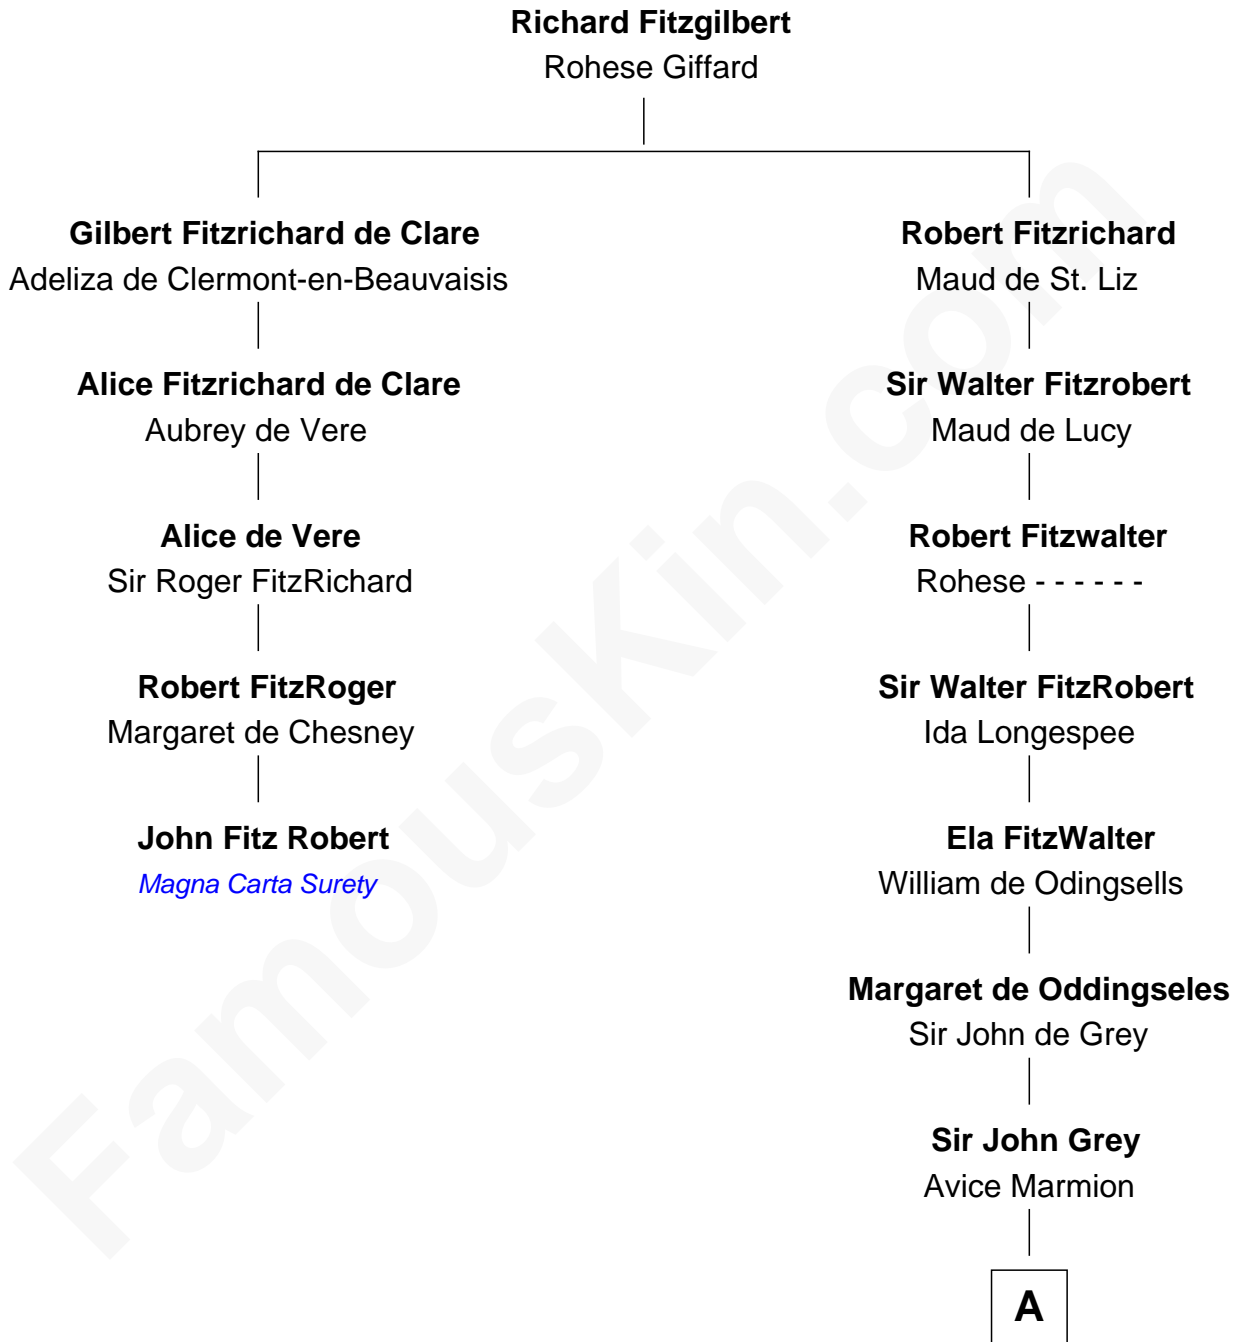 Richard Fitzgilbert
Rohese Giffard
Gilbert Fitzrichard de Clare
Adeliza de Clermont-en-Beauvaisis
Alice Fitzrichard de Clare
Aubrey de Vere
Alice de Vere
Sir Roger FitzRichard
Robert FitzRoger
Margaret de Chesney
John Fitz Robert
Magna Carta Surety
Robert Fitzrichard
Maud de St. Liz
Sir Walter Fitzrobert
Maud de Lucy
Robert Fitzwalter
Rohese - - - - - -
Sir Walter FitzRobert
Ida Longespee
Ela FitzWalter
William de Odingsells
Margaret de Oddingseles
Sir John de Grey
Sir John Grey
Avice Marmion
A
FamousKin.com